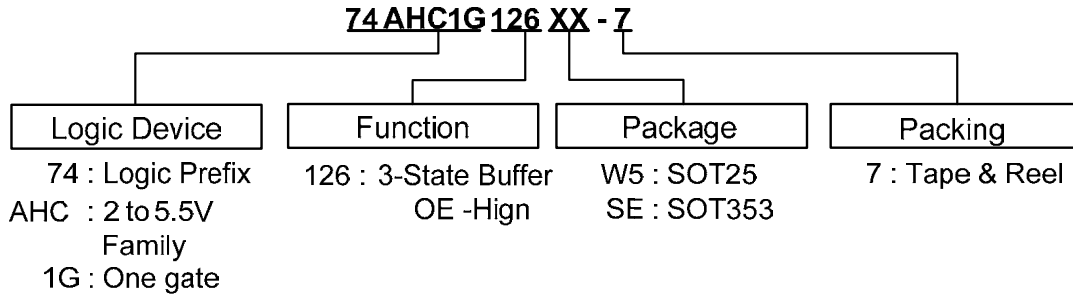 74 AHC1G 126 XX - 7
Logic Device
74 : Logic Prefix
AHC : 2 to 5.5V
Family
1G : One gate
Function
126 : 3-State Buffer
OE -Hign
Package
W5 : SOT25
SE : SOT353
Packing
7 : Tape & Reel